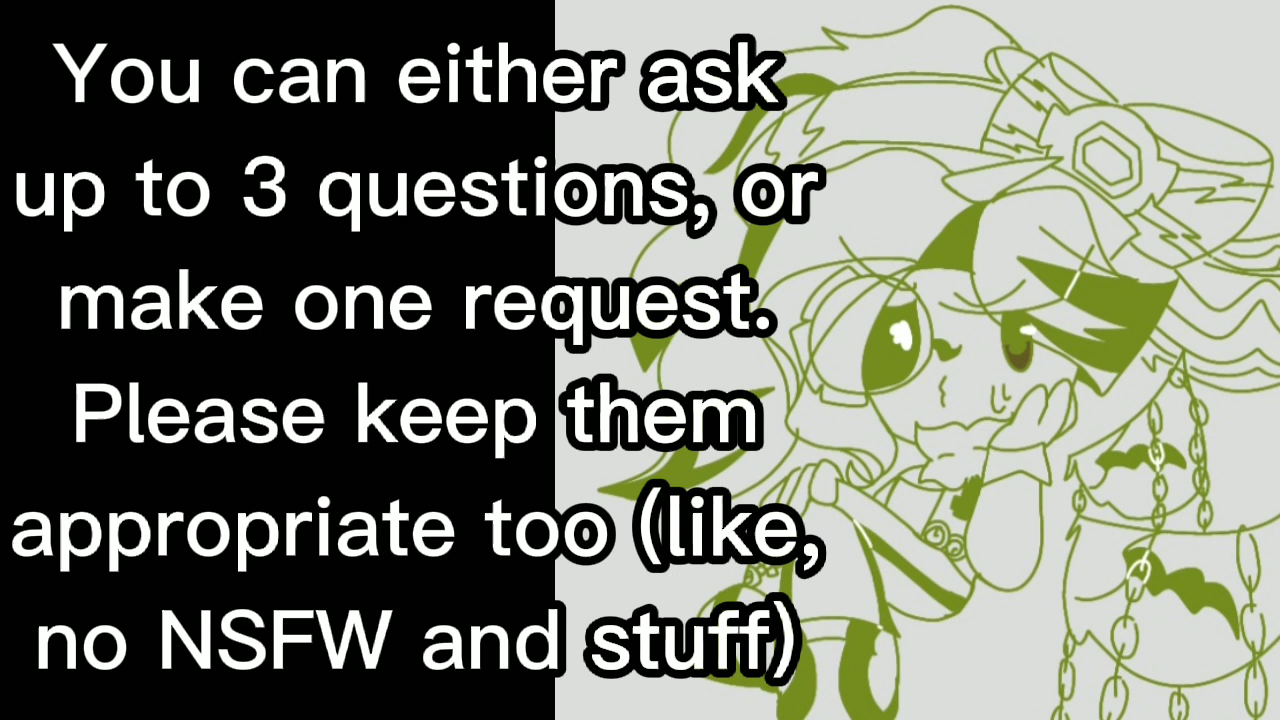 You can either ask
up to 3 questions, or
make one request.
Please keep them
appropriate too (like,
no NSFW and stuff)